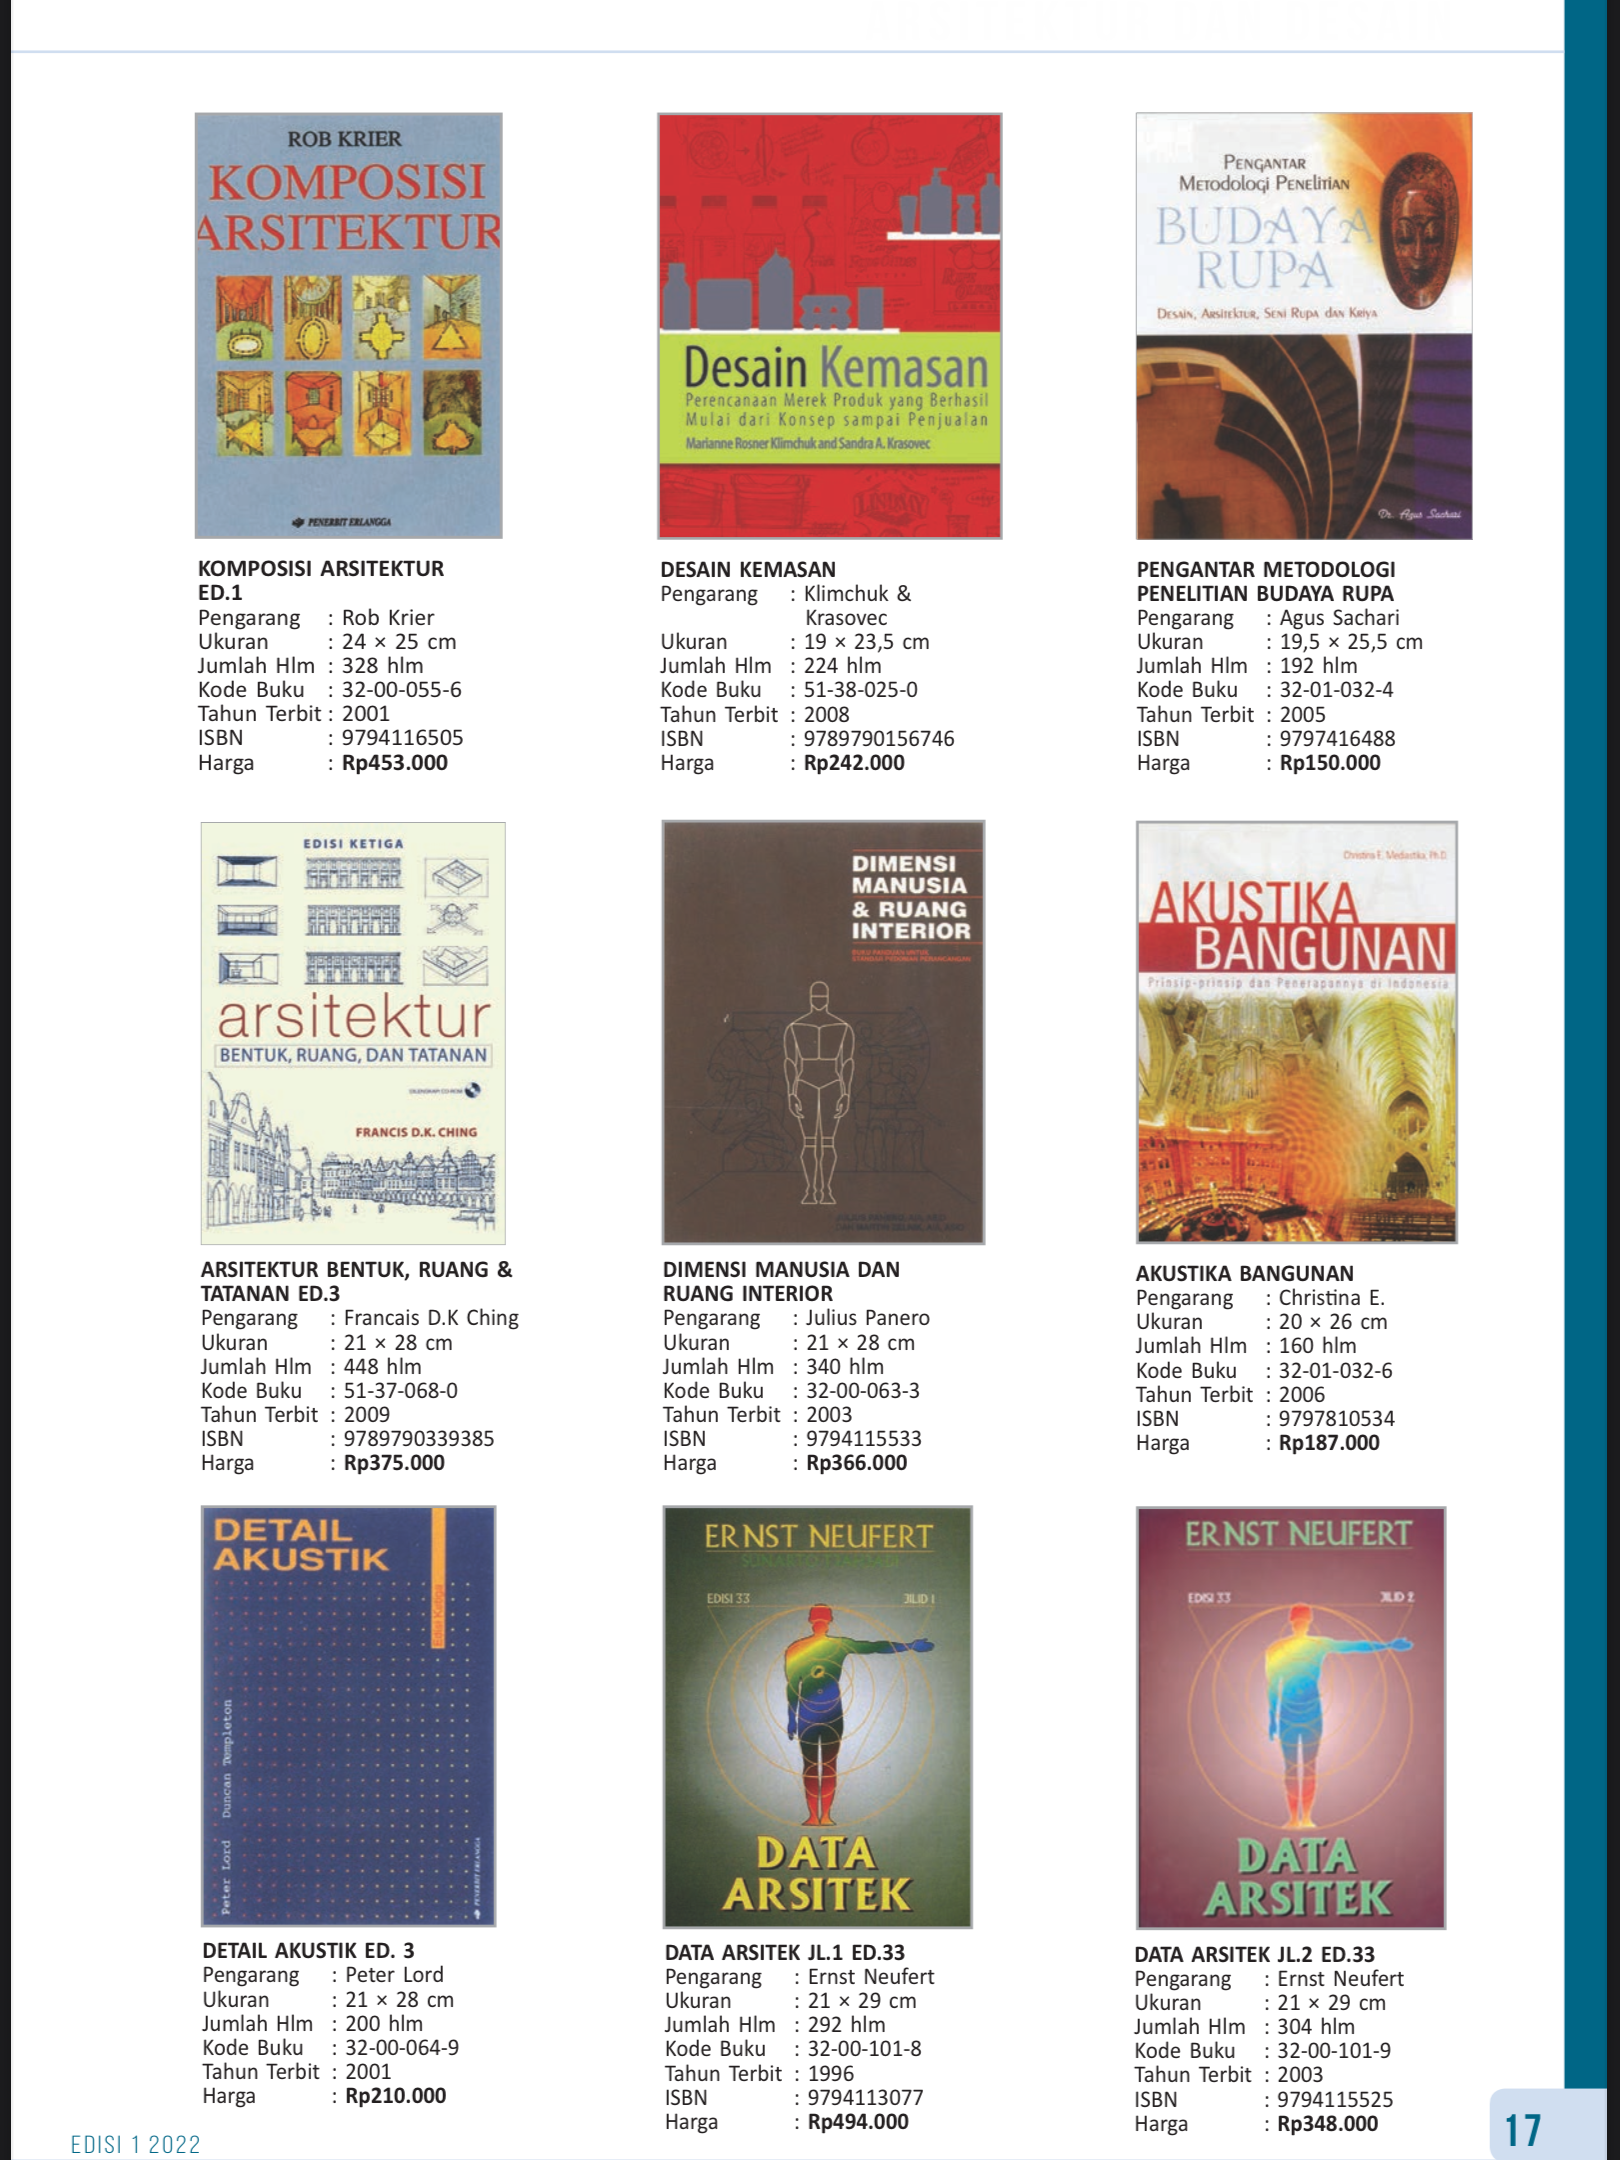 ROB KRIER
KOMPOSISI
ARSITEKTUR
PENERBIT ERLANGGA
KOMPOSISI ARSITEKTUR
ED.1
Pengarang : Rob Krier
Ukuran : 24 × 25 cm
Jumlah Hlm : 328 hlm
Kode Buku : 32-00-055-6
Tahun Terbit : 2001
ISBN : 9794116505
Harga : Rp453.000
Desain Kemasan
Perencanaan Merek Produk yang Berhasil
Mulai dari Konsep sampai Penjualan
Marianne Rosner Klimchuk and Sandra A. Krasovec
DESAIN KEMASAN
Pengarang : Klimchuk &
Krasovec
Ukuran : 19 × 23,5 cm
Jumlah Hlm : 224 hlm
Kode Buku : 51-38-025-0
Tahun Terbit : 2008
ISBN : 9789790156746
Harga : Rp242.000
Pengantar
Metodologi Penelitian
BUDAYA
RUPA
Desain, Arsitektur, Seni Rupa dan Kriya
Dr. Agus Sachari
PENGANTAR METODOLOGI
PENELITIAN BUDAYA RUPA
Pengarang : Agus Sachari
Ukuran : 19,5 × 25,5 cm
Jumlah Hlm : 192 hlm
Kode Buku : 32-01-032-4
Tahun Terbit : 2005
ISBN : 9797416488
Harga : Rp150.000
EDISI KETIGA
arsitektur
BENTUK, RUANG, DAN TATANAN
DILENGKAPI CD-ROM
FRANCIS D.K. CHING
ARSITEKTUR BENTUK, RUANG &
TATANAN ED.3
Pengarang : Francais D.K Ching
Ukuran : 21 × 28 cm
Jumlah Hlm : 448 hlm
Kode Buku : 51-37-068-0
Tahun Terbit : 2009
ISBN : 9789790339385
Harga : Rp375.000
DIMENSI
MANUSIA
& RUANG
INTERIOR
BUKU PANDUAN UNTUK
STANDAR PEDOMAN PERANCANGAN
DIMENSI MANUSIA DAN
RUANG INTERIOR
Pengarang : Julius Panero
Ukuran : 21 × 28 cm
Jumlah Hlm : 340 hlm
Kode Buku : 32-00-063-3
Tahun Terbit : 2003
ISBN : 9794115533
Harga : Rp366.000
Christina E. Mediastika, Ph.D.
AKUSTIKA
BANGUNAN
Prinsip-prinsip dan Penerapannya di Indonesia
AKUSTIKA BANGUNAN
Pengarang : Christina E.
Ukuran : 20 × 26 cm
Jumlah Hlm : 160 hlm
Kode Buku : 32-01-032-6
Tahun Terbit : 2006
ISBN : 9797810534
Harga : Rp187.000
DETAIL
AKUSTIK
Edisi Ketiga
Peter Lord Duncan Templeton
PENERBIT ERLANGGA
DETAIL AKUSTIK ED. 3
Pengarang : Peter Lord
Ukuran : 21 × 28 cm
Jumlah Hlm : 200 hlm
Kode Buku : 32-00-064-9
Tahun Terbit : 2001
Harga : Rp210.000
ERNST NEUFERT
SUNARTO TJAHJADI
EDISI 33 JILID 1
DATA
ARSITEK
DATA ARSITEK JL.1 ED.33
Pengarang : Ernst Neufert
Ukuran : 21 × 29 cm
Jumlah Hlm : 292 hlm
Kode Buku : 32-00-101-8
Tahun Terbit : 1996
ISBN : 9794113077
Harga : Rp494.000
ERNST NEUFERT
EDISI 33 JILID 2
DATA
ARSITEK
DATA ARSITEK JL.2 ED.33
Pengarang : Ernst Neufert
Ukuran : 21 × 29 cm
Jumlah Hlm : 304 hlm
Kode Buku : 32-00-101-9
Tahun Terbit : 2003
ISBN : 9794115525
Harga : Rp348.000
EDISI 1 2022
17